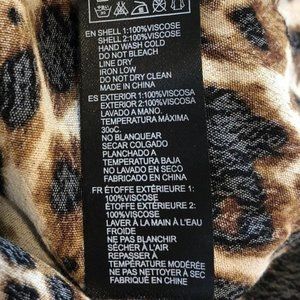 EN SHELL 1:100%VISCOSE
SHELL 2:100%VISCOSE
HAND WASH COLD
DO NOT BLEACH
LINE DRY
IRON LOW
DO NOT DRY CLEAN
MADE IN CHINA
ES EXTERIOR 1:100%VISCOSA
EXTERIOR 2:100%VISCOSA
LAVADO A MANO.
TEMPERATURA MÁXIMA
30oC.
NO BLANQUEAR
SECAR COLGADO
PLANCHADO A
TEMPERATURA BAJA
NO LAVADO EN SECO
FABRICADO EN CHINA
FR ÉTOFFE EXTÉRIEURE 1:
100%VISCOSE
ÉTOFFE EXTÉRIEURE 2:
100%VISCOSE
LAVER À LA MAIN À L'EAU
FROIDE
NE PAS BLANCHIR
SÉCHER À L'AIR
REPASSER À
TEMPÉRATURE MODÉRÉE
NE PAS NETTOYER À SEC
FABRIQUÉ EN CHINE